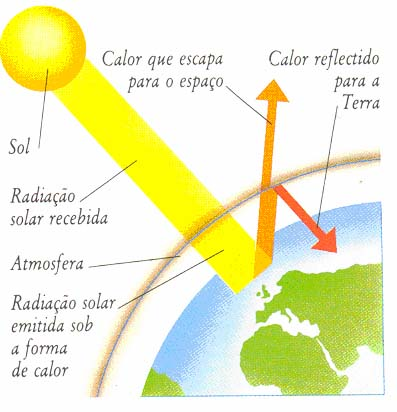 Calor que escapa
para o espaço
Calor reflectido
para a
Terra
Sol
Radiação
solar recebida
Atmosfera
Radiação solar
emitida sob
a forma
de calor